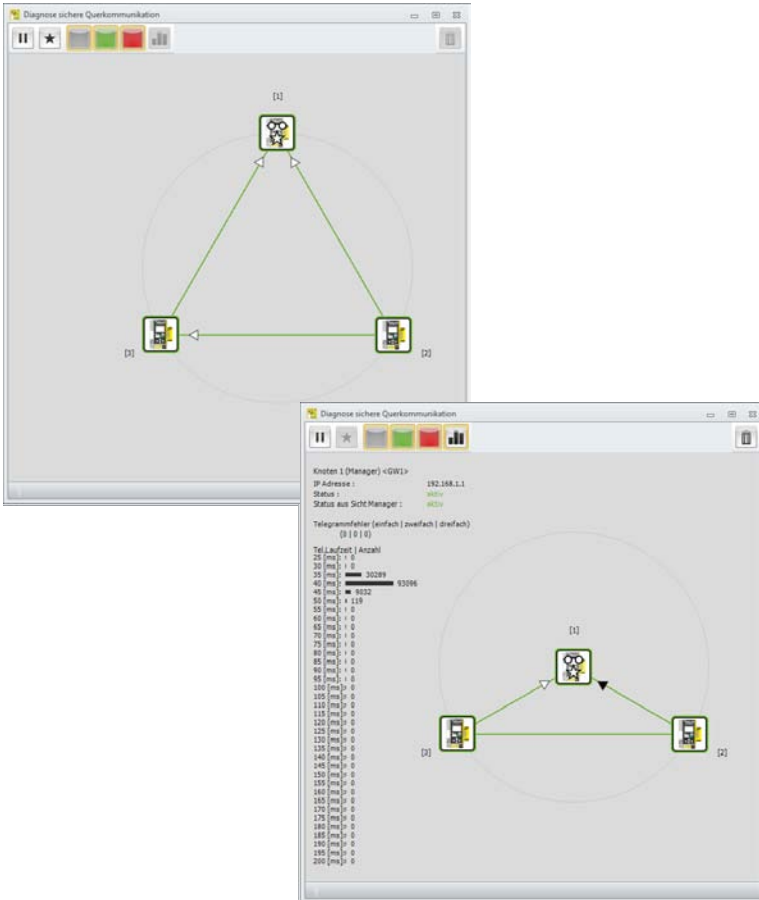 Diagnose sichere Querkommunikation
[1]
[3]
[2]
Diagnose sichere Querkommunikation
Knoten 1 (Manager) <GW1>
IP Adresse : 192.168.1.1
Status : aktiv
Status aus Sicht Manager : aktiv
Telegrammfehler (einfach | zweifach | dreifach)
(0 | 0 | 0)
Tel.Laufzeit | Anzahl
25 [ms]: 0
30 [ms]: 0
35 [ms]: 30289
40 [ms]: 93096
45 [ms]: 9032
50 [ms]: 119
55 [ms]: 0
60 [ms]: 0
65 [ms]: 0
70 [ms]: 0
75 [ms]: 0
80 [ms]: 0
85 [ms]: 0
90 [ms]: 0
95 [ms]: 0
100 [ms]: 0
105 [ms]: 0
110 [ms]: 0
115 [ms]: 0
120 [ms]: 0
125 [ms]: 0
130 [ms]: 0
135 [ms]: 0
140 [ms]: 0
145 [ms]: 0
150 [ms]: 0
155 [ms]: 0
160 [ms]: 0
165 [ms]: 0
170 [ms]: 0
175 [ms]: 0
180 [ms]: 0
185 [ms]: 0
190 [ms]: 0
195 [ms]: 0
200 [ms]: 0
[1]
[3]
[2]